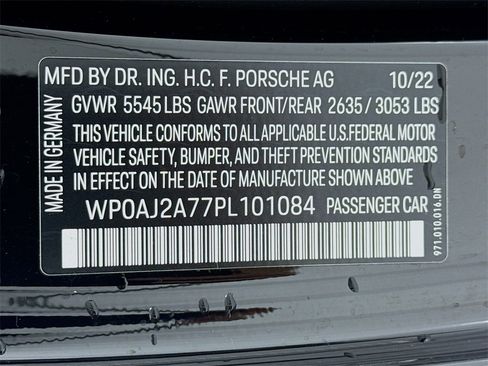 MFD BY DR. ING. H.C. F. PORSCHE AG 10/22
GVWR 5545 LBS GAWR FRONT/REAR 2635 / 3053 LBS
THIS VEHICLE CONFORMS TO ALL APPLICABLE U.S. FEDERAL MOTOR
VEHICLE SAFETY, BUMPER, AND THEFT PREVENTION STANDARDS
IN EFFECT ON THE DATE OF MANUFACTURE SHOWN ABOVE
WP0AJ2A77PL101084 PASSENGER CAR
MADE IN GERMANY
971.010.016.DN